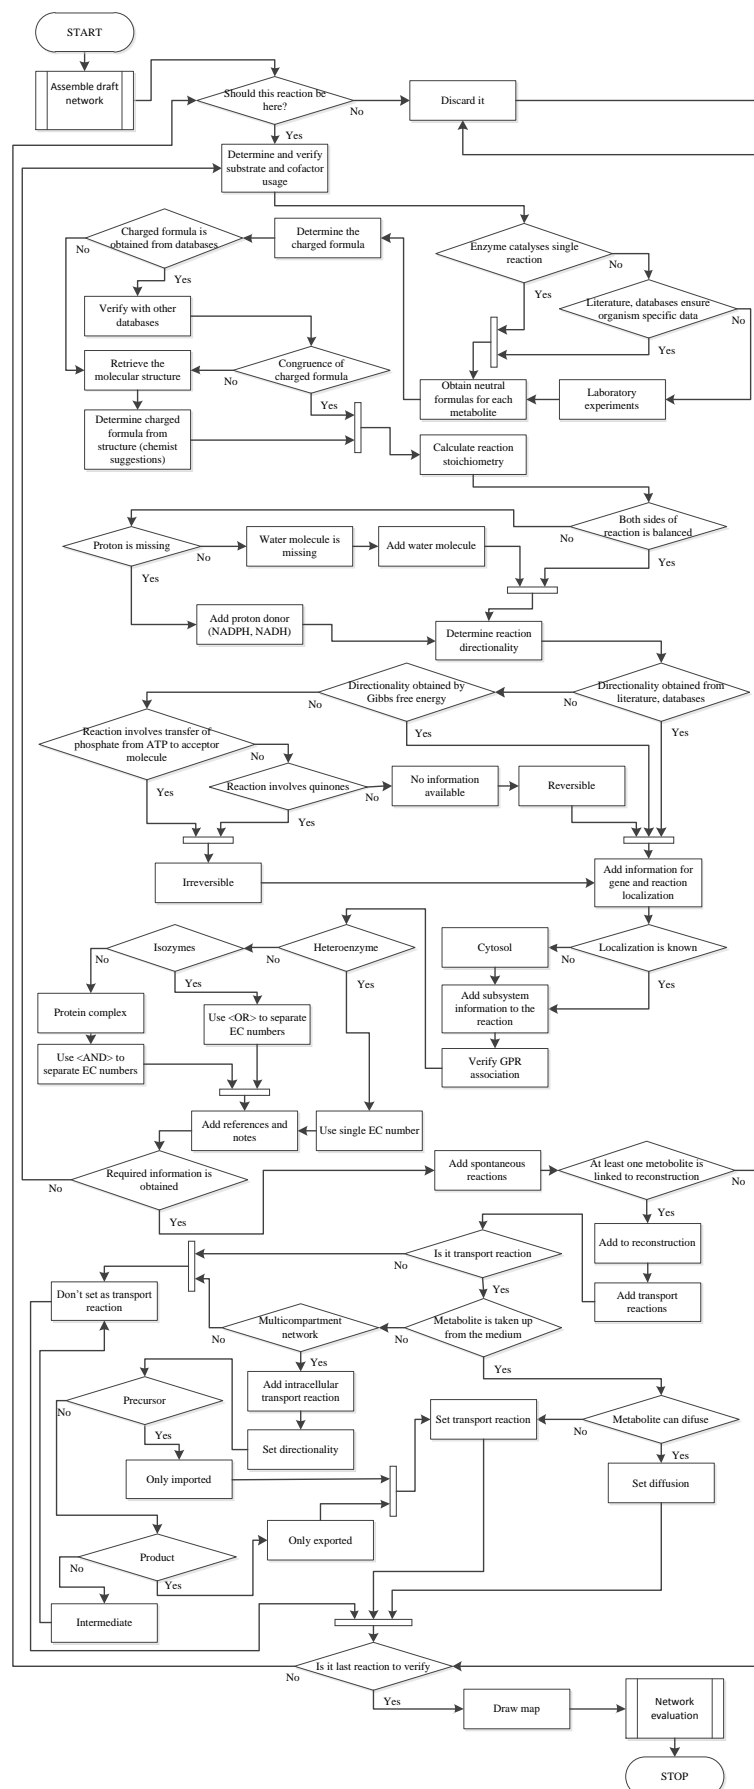 START
Assemble draft
network
Should this reaction be
here?
No
Discard it
Yes
Determine and verify
substrate and cofactor
usage
Charged formula is
obtained from databases
No
Yes
Determine the
charged formula
Enzyme catalyses single
reaction
No
Yes
Literature, databases ensure
organism specific data
No
Yes
Verify with other
databases
Retrieve the
molecular structure
Congruence of
charged formula
No
Yes
Obtain neutral
formulas for each
metabolite
Laboratory
experiments
Determine charged
formula from
structure (chemist
suggestions)
Calculate reaction
stoichiometry
Both sides of
reaction is balanced
No
Yes
Proton is missing
No
Yes
Water molecule is
missing
Add water molecule
Add proton donor
(NADPH, NADH)
Determine reaction
directionality
Directionality obtained by
Gibbs free energy
No
Yes
Directionality obtained from
literature, databases
No
Yes
Reaction involves transfer of
phosphate from ATP to acceptor
molecule
No
Yes
Reaction involves quinones
No
Yes
No information
available
Reversible
Irreversible
Add information for
gene and reaction
localization
Isozymes
No
Yes
Heteroenzyme
No
Yes
Cytosol
Localization is known
No
Yes
Protein complex
Use <OR> to separate
EC numbers
Add subsystem
information to the
reaction
Use <AND> to
separate EC numbers
Verify GPR
association
Add references and
notes
Use single EC number
Required information is
obtained
No
Yes
Add spontaneous
reactions
At least one metobolite is
linked to reconstruction
No
Yes
Add to reconstruction
Is it transport reaction
No
Yes
Add transport
reactions
Don't set as transport
reaction
Multicompartment
network
No
Yes
Metabolite is taken up
from the medium
No
Yes
Precursor
No
Yes
Add intracellular
transport reaction
Set transport reaction
Metabolite can difuse
No
Yes
Set directionality
Only imported
Set diffusion
Product
No
Yes
Only exported
Intermediate
Is it last reaction to verify
No
Yes
Draw map
Network
evaluation
STOP